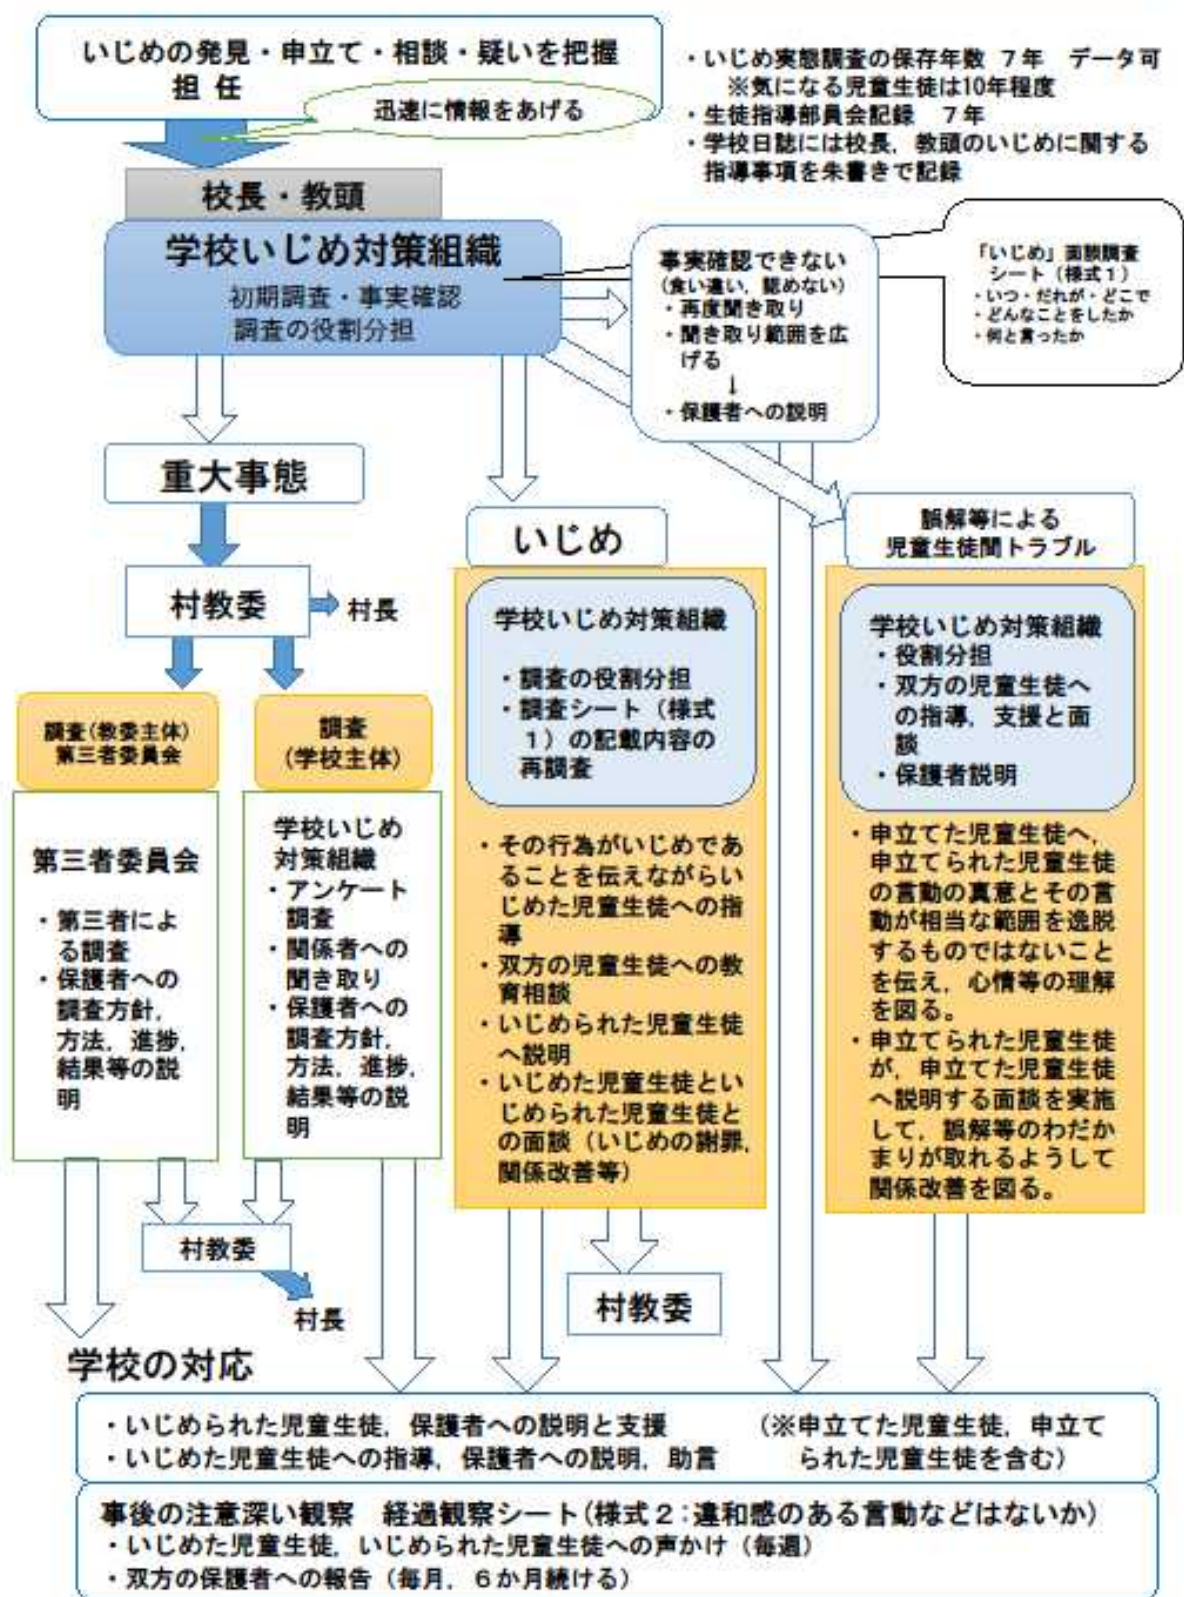 いじめの発見・申立て・相談・疑いを把握
担 任
迅速に情報をあげる
・いじめ実態調査の保存年数 7年 データ可
※気になる児童生徒は10年程度
・生徒指導部員会記録 7年
・学校日誌には校長，教頭のいじめに関する
指導事項を朱書きで記録
校長・教頭
学校いじめ対策組織
初期調査・事実確認
調査の役割分担
事実確認できない
(食い違い，認めない)
・再度聞き取り
・聞き取り範囲を広
げる
↓
・保護者への説明
「いじめ」面談調査
シート（様式1）
・いつ・だれが・どこで
・どんなことをしたか
・何と言ったか
重大事態
村教委
村長
調査(教委主体)
第三者委員会
調査
(学校主体)
第三者委員会
・第三者によ
る調査
・保護者への
調査方針，
方法，進捗，
結果等の説
明
学校いじめ
対策組織
・アンケート
調査
・関係者への
聞き取り
・保護者への
調査方針，
方法，進捗，
結果等の説
明
村教委
村長
いじめ
学校いじめ対策組織
・調査の役割分担
・調査シート（様式
1）の記載内容の
再調査
・その行為がいじめであ
ることを伝えながらい
じめた児童生徒への指
導
・双方の児童生徒への教
育相談
・いじめられた児童生徒
へ説明
・いじめた児童生徒とい
じめられた児童生徒と
の面談（いじめの謝罪，
関係改善等）
村教委
誤解等による
児童生徒間トラブル
学校いじめ対策組織
・役割分担
・双方の児童生徒へ
の指導，支援と面
談
・保護者説明
・申立てた児童生徒へ，
申立てられた児童生徒
の言動の真意とその言
動が相当な範囲を逸脱
するものではないこと
を伝え，心情等の理解
を図る。
・申立てられた児童生徒
が，申立てた児童生徒
へ説明する面談を実施
して，誤解等のわだか
まりが取れるようして
関係改善を図る。
学校の対応
・いじめられた児童生徒，保護者への説明と支援 （※申立てた児童生徒，申立て
・いじめた児童生徒への指導，保護者への説明，助言 られた児童生徒を含む）
事後の注意深い観察 経過観察シート(様式2：違和感のある言動などはないか)
・いじめた児童生徒，いじめられた児童生徒への声かけ（毎週）
・双方の保護者への報告（毎月，6か月続ける）